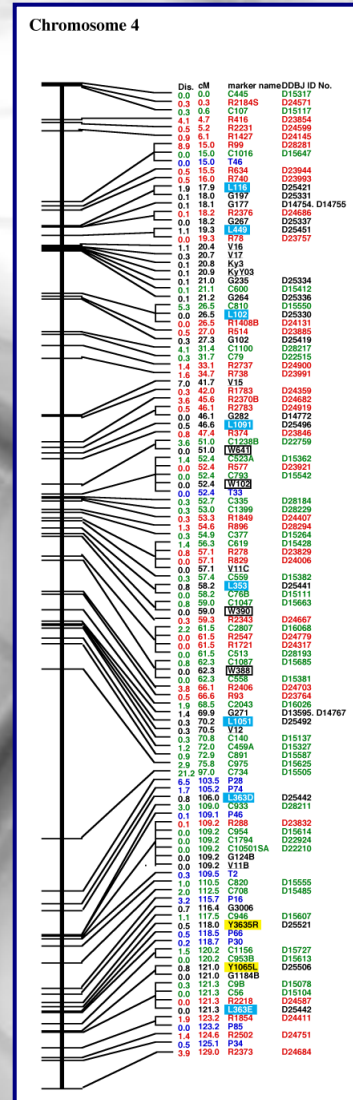 Chromosome 4
Dis. cM marker name DDBJ ID No.
0.0 0.0 C445 D15317
0.3 0.3 R2184S D24571
0.3 0.6 C107 D15117
4.1 4.7 R416 D23854
0.5 5.2 R2231 D24599
0.9 6.1 R1427 D24145
8.9 15.0 R99 D28281
0.0 15.0 C1016 D15647
0.0 15.0 T46
0.5 15.5 R634 D23944
0.5 16.0 R740 D23993
1.9 17.9 L116 D25421
0.1 18.0 G197 D25331
0.1 18.1 G177 D14754. D14755
0.1 18.2 R2376 D24686
0.0 18.2 G267 D25337
1.1 19.3 L449 D25451
0.0 19.3 R78 D23757
1.1 20.4 V16
0.3 20.7 V17
0.1 20.8 Ky3
0.1 20.9 KyY03
0.1 21.0 G235 D25334
0.1 21.1 C600 D15412
0.1 21.2 G264 D25336
5.3 26.5 C810 D15550
0.0 26.5 L102 D25330
0.0 26.5 R1408B D24131
0.5 27.0 R514 D23885
0.3 27.3 G102 D25419
4.1 31.4 C1100 D28217
0.3 31.7 C79 D22515
1.4 33.1 R2737 D24900
1.6 34.7 R738 D23991
7.0 41.7 V15
0.3 42.0 R1783 D24359
3.6 45.6 R2370B D24682
0.5 46.1 R2783 D24919
0.0 46.1 G282 D14772
0.5 46.6 L1091 D25496
0.8 47.4 R374 D23846
3.6 51.0 C1238B D22759
0.0 51.0 W641
1.4 52.4 C523A D15362
0.0 52.4 R577 D23921
0.0 52.4 C793 D15542
0.0 52.4 W102
0.0 52.4 T33
0.3 52.7 C335 D28184
0.3 53.0 C1399 D28229
0.3 53.3 R1849 D24407
1.3 54.6 R896 D28294
0.3 54.9 C377 D15264
1.4 56.3 C619 D15428
0.8 57.1 R278 D23829
0.0 57.1 R829 D24006
0.0 57.1 V11C
0.3 57.4 C559 D15382
0.8 58.2 L353 D25441
0.0 58.2 C76B D15111
0.8 59.0 C1047 D15663
0.0 59.0 W390
0.3 59.3 R2343 D24667
2.2 61.5 C2807 D16068
0.0 61.5 R2547 D24779
0.0 61.5 R1721 D24317
0.0 61.5 C513 D28193
0.8 62.3 C1087 D15685
0.0 62.3 W388
0.0 62.3 C558 D15381
3.8 66.1 R2406 D24703
0.5 66.6 R93 D23764
1.9 68.5 C2043 D16026
1.4 69.9 G271 D13595. D14767
0.3 70.2 L1051 D25492
0.3 70.5 V12
0.3 70.8 C140 D15137
1.2 72.0 C459A D15327
0.9 72.9 C891 D15587
2.9 75.8 C975 D15625
21.2 97.0 C734 D15505
6.5 103.5 P28
1.7 105.2 P74
0.8 106.0 L363D D25442
3.0 109.0 C933 D28211
0.1 109.1 P46
0.1 109.2 R288 D23832
0.0 109.2 C954 D15614
0.0 109.2 C1794 D22924
0.0 109.2 C10501SA D22210
0.0 109.2 G124B
0.0 109.2 V11B
0.3 109.5 T2
1.0 110.5 C820 D15555
2.0 112.5 C708 D15485
3.2 115.7 P16
0.7 116.4 G3006
1.1 117.5 C946 D15607
0.5 118.0 Y3635R D25521
0.5 118.5 P66
0.2 118.7 P30
1.5 120.2 C1156 D15727
0.0 120.2 C953B D15613
0.8 121.0 Y1065L D25506
0.0 121.0 G1184B
0.3 121.3 C9B D15078
0.0 121.3 C56 D15104
0.0 121.3 R2218 D24587
0.0 121.3 L363E D25442
1.9 123.2 R1854 D24411
0.0 123.2 P85
1.4 124.6 R2502 D24751
0.5 125.1 P34
3.9 129.0 R2373 D24684